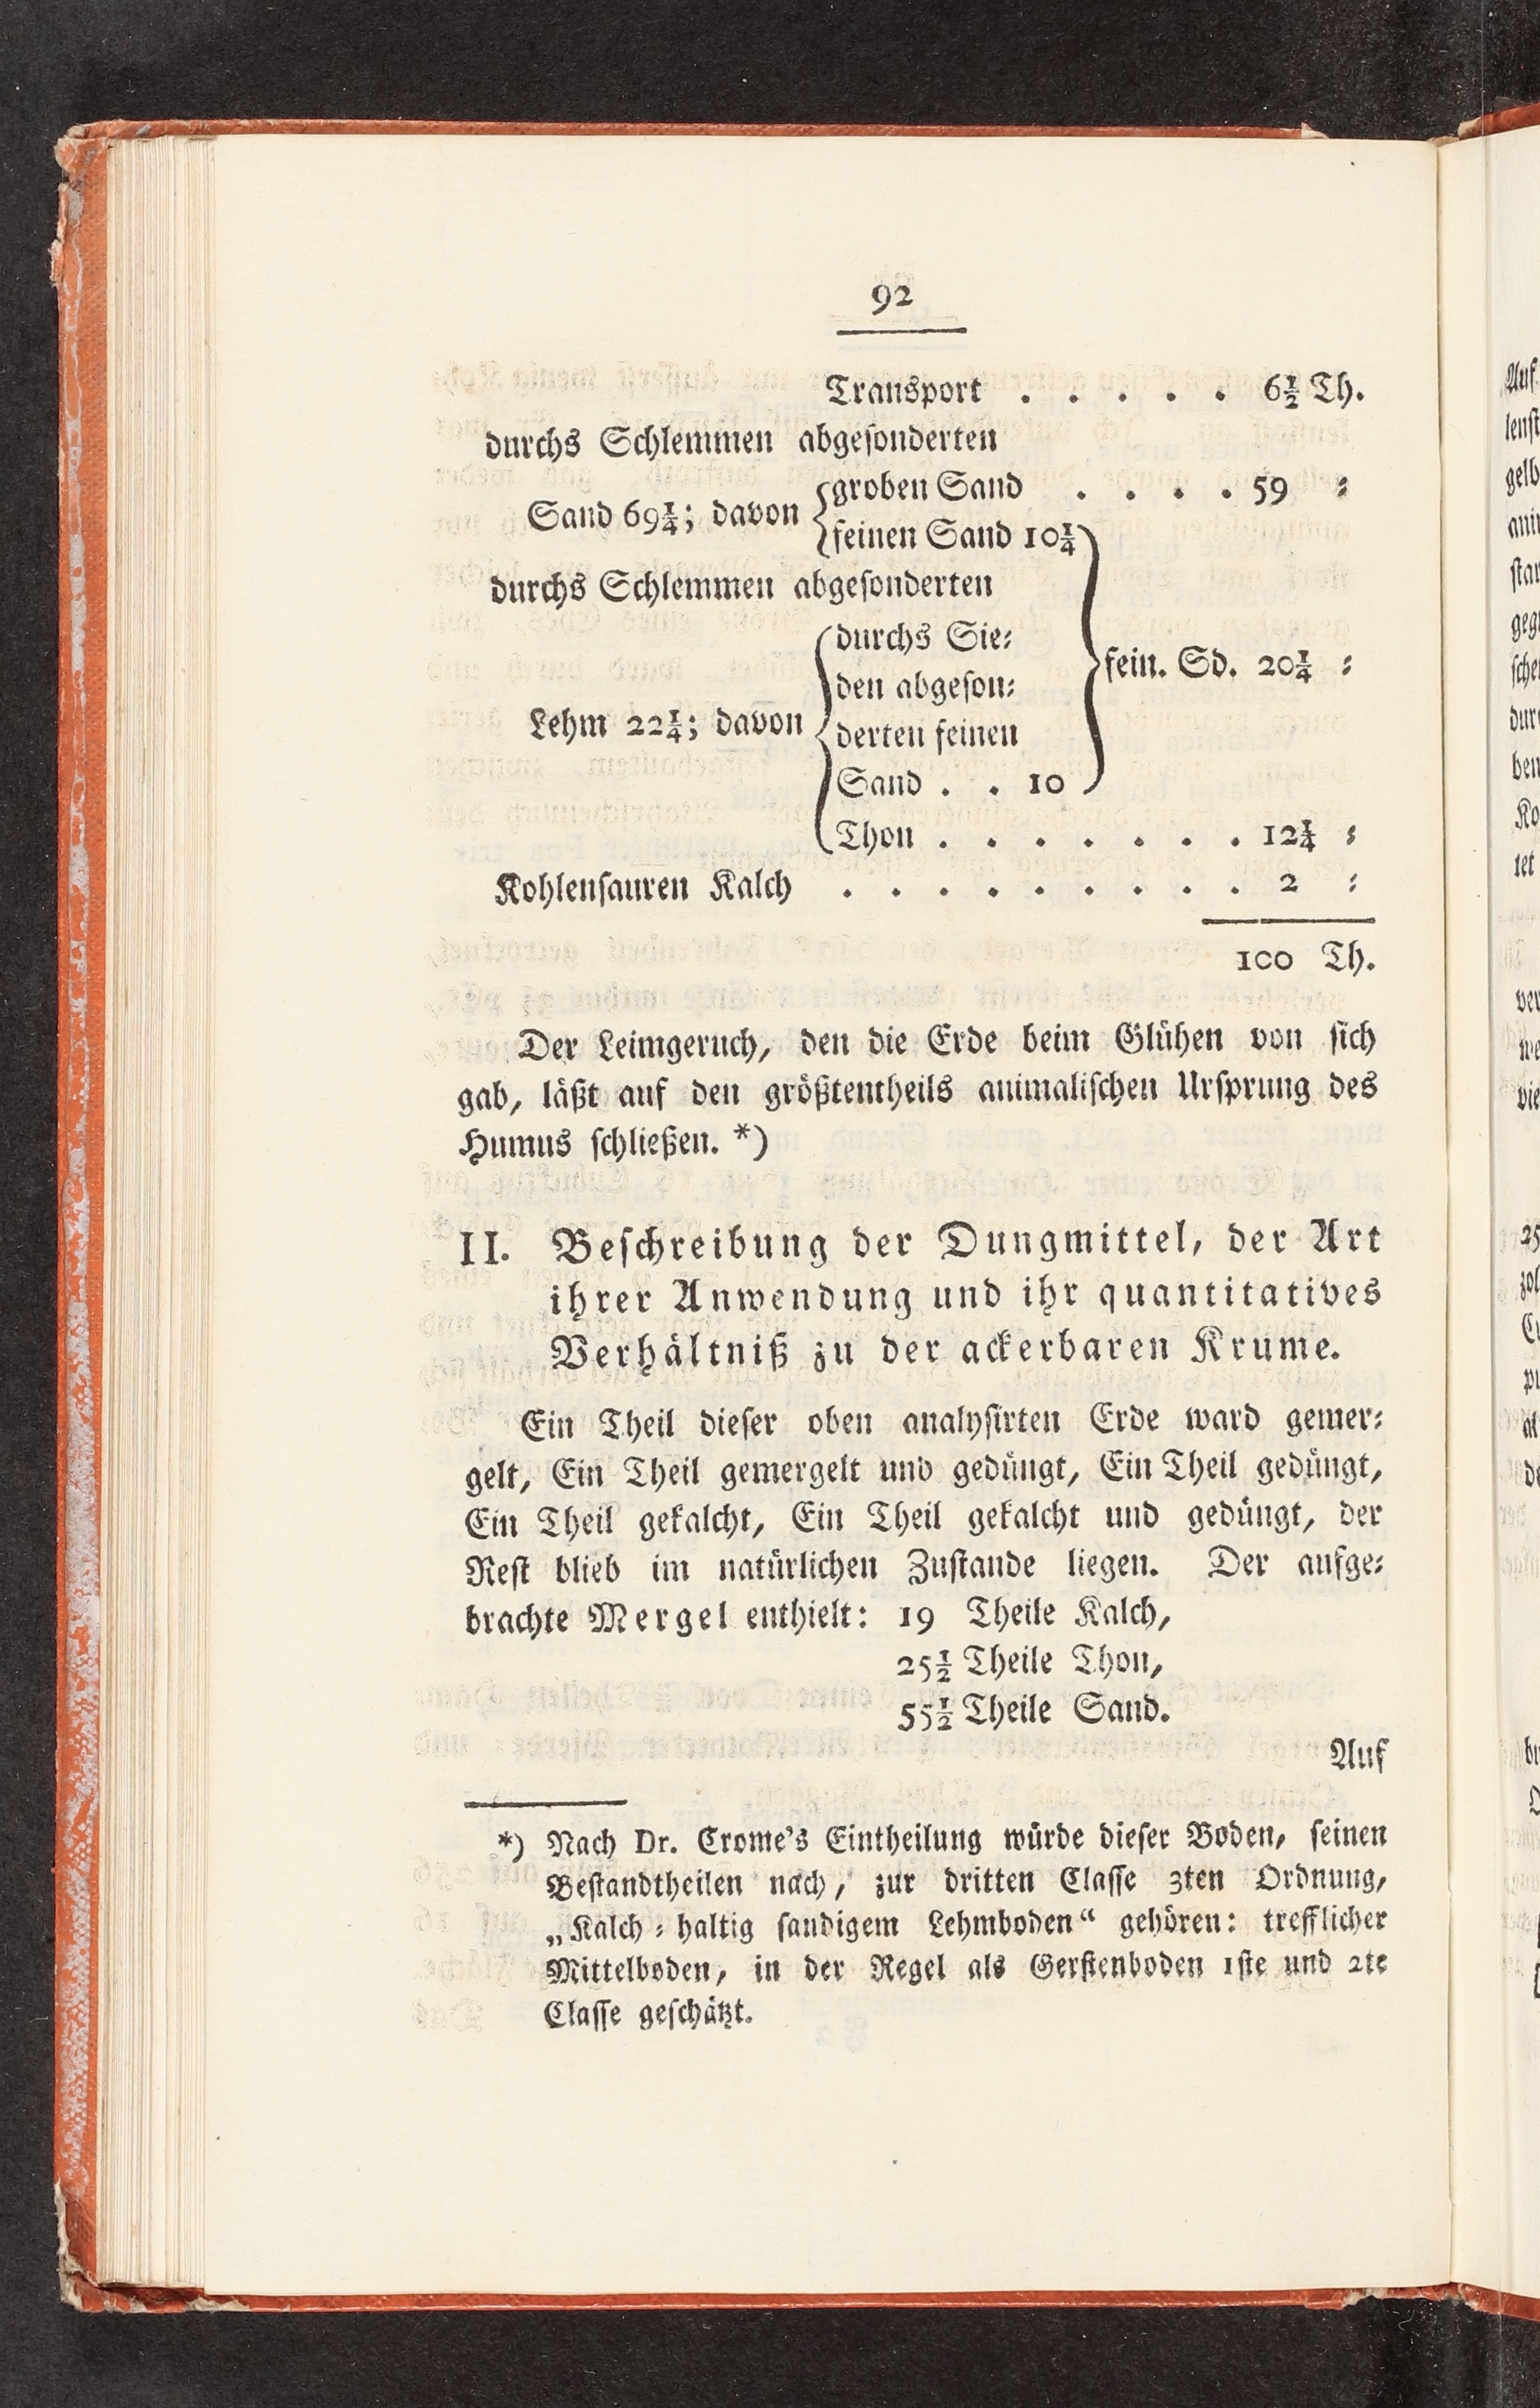 92
Transport . . . . . 6½ Th.
durchs Schlemmen abgesonderten
Sand 69¼; davon
groben Sand . . . . 59 ⸗
feinen Sand 10¼
durchs Schlemmen abgesonderten
Lehm 22¼; davon
durchs Sie⸗
den abgeson⸗
derten feinen
Sand . . 10
fein. Sd. 20¼ ⸗
Thon . . . . . . . 12¼ ⸗
Kohlensauren Kalch . . . . . . . . . 2 ⸗
100 Th.
Der Leimgeruch, den die Erde beim Glühen von sich
gab, läßt auf den größtentheils animalischen Ursprung des
Humus schließen. *)
II. Beschreibung der Dungmittel, der Art
ihrer Anwendung und ihr quantitatives
Verhältniß zu der ackerbaren Krume.
Ein Theil dieser oben analysirten Erde ward gemer⸗
gelt, Ein Theil gemergelt und gedüngt, Ein Theil gedüngt,
Ein Theil gekalcht, Ein Theil gekalcht und gedüngt, der
Rest blieb im natürlichen Zustande liegen. Der aufge⸗
brachte Mergel enthielt: 19 Theile Kalch,
25½ Theile Thon,
55½ Theile Sand.
Auf
*) Nach Dr. Crome's Eintheilung würde dieser Boden, seinen
Bestandtheilen nach, zur dritten Classe 3ten Ordnung,
„Kalch⸗haltig sandigem Lehmboden“ gehören: trefflicher
Mittelboden, in der Regel als Gerstenboden 1ste und 2te
Classe geschätzt.